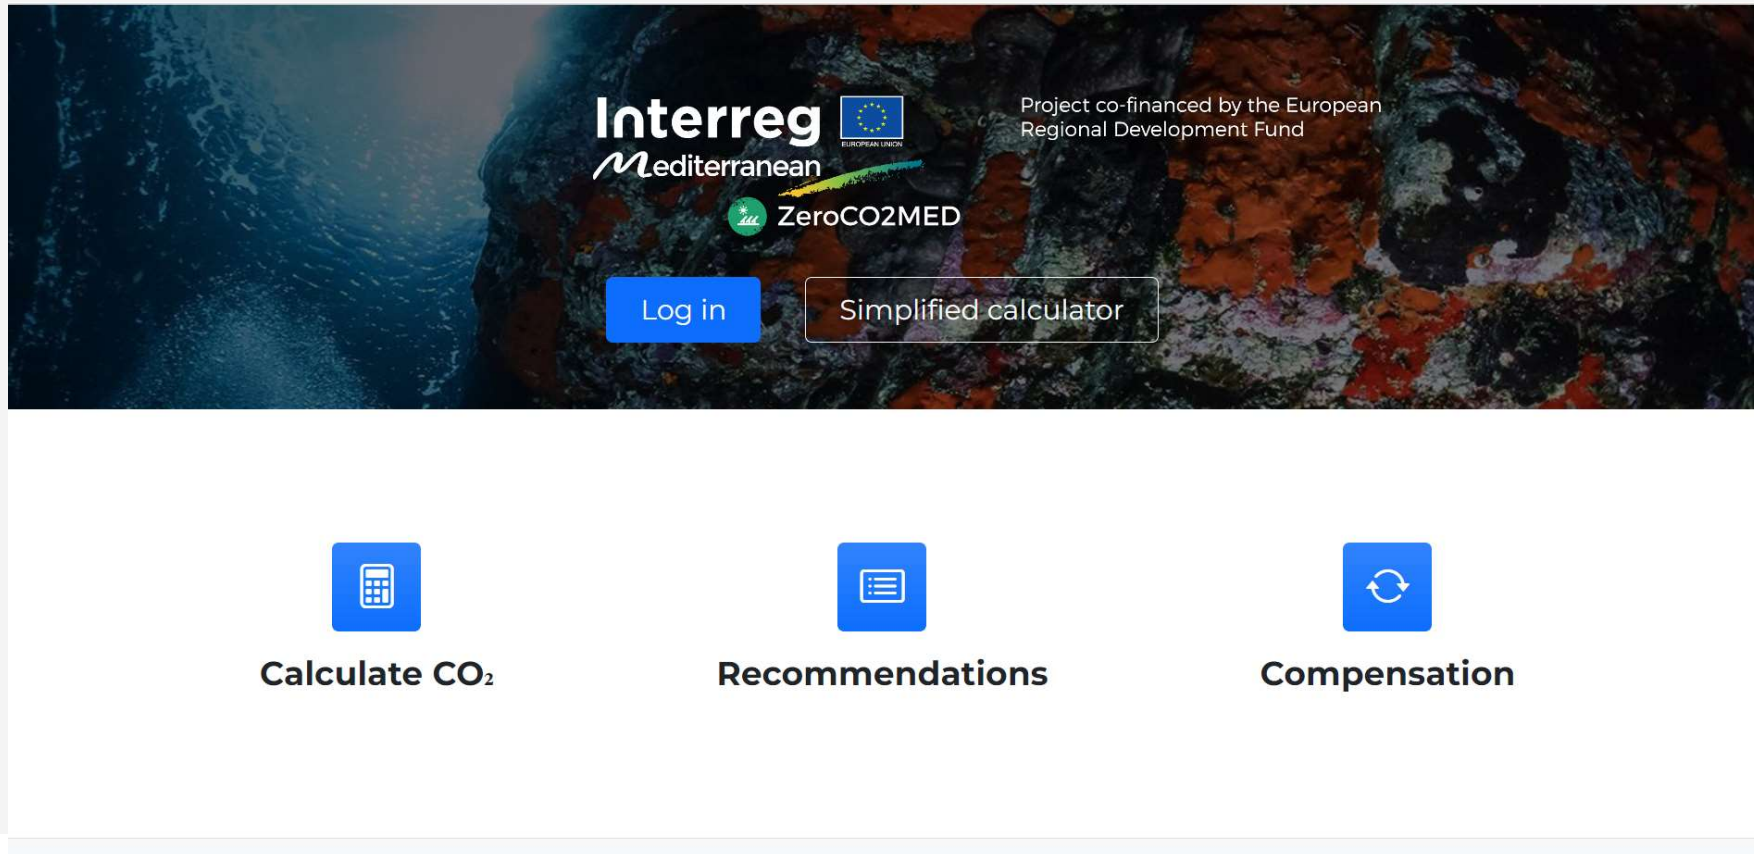 Interreg
EUROPEAN UNION
Mediterranean
ZeroCO2MED
Project co-financed by the European
Regional Development Fund
Log in
Simplified calculator
Calculate CO₂
Recommendations
Compensation